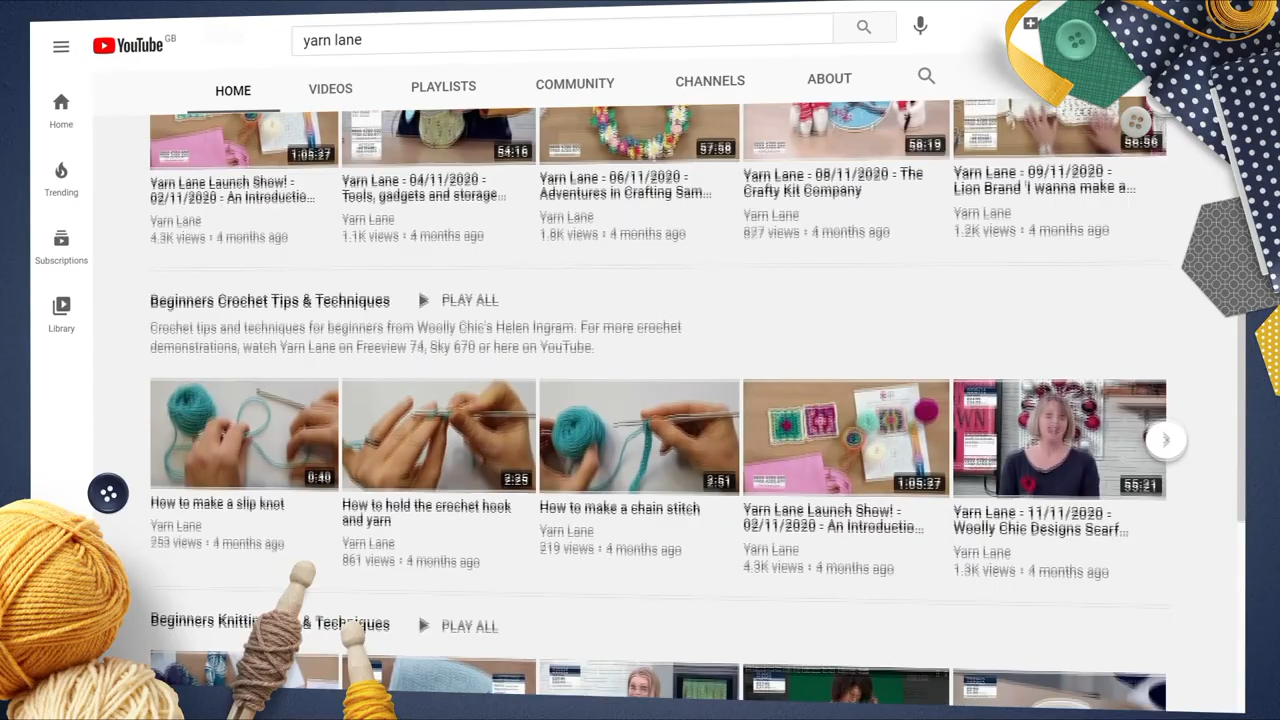 YouTube GB
yarn lane
HOME VIDEOS PLAYLISTS COMMUNITY CHANNELS ABOUT
Home
Trending
Subscriptions
Library
1:05:27 54:16 57:58 58:19 58:56
Yarn Lane Launch Show! - 02/11/2020 - An Introductio...
Yarn Lane
4.3K views • 4 months ago
Yarn Lane - 04/11/2020 - Tools, gadgets and storage...
Yarn Lane
1.1K views • 4 months ago
Yarn Lane - 06/11/2020 - Adventures in Crafting Sam...
Yarn Lane
1.8K views • 4 months ago
Yarn Lane - 08/11/2020 - The Crafty Kit Company
Yarn Lane
827 views • 4 months ago
Yarn Lane - 09/11/2020 - Lion Brand 'I wanna make a...
Yarn Lane
1.2K views • 4 months ago
Beginners Crochet Tips & Techniques PLAY ALL
Crochet tips and techniques for beginners from Woolly Chic's Helen Ingram. For more crochet
demonstrations, watch Yarn Lane on Freeview 74, Sky 670 or here on YouTube.
0:40 2:25 2:51 1:05:27 55:21
How to make a slip knot
Yarn Lane
253 views • 4 months ago
How to hold the crochet hook and yarn
Yarn Lane
861 views • 4 months ago
How to make a chain stitch
Yarn Lane
219 views • 4 months ago
Yarn Lane Launch Show! - 02/11/2020 - An Introductio...
Yarn Lane
4.3K views • 4 months ago
Yarn Lane - 11/11/2020 - Woolly Chic Designs Scarf...
Yarn Lane
1.3K views • 4 months ago
Beginners Knitting & Techniques PLAY ALL